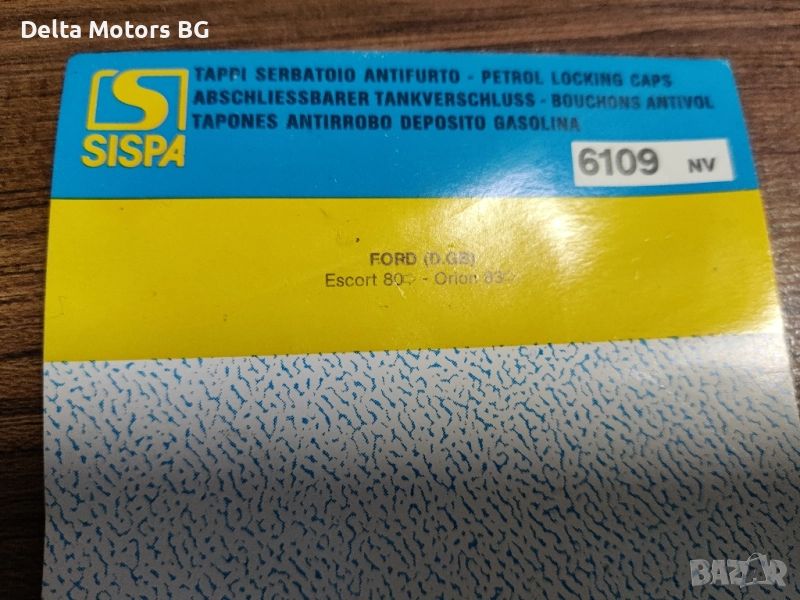 Delta Motors BG
TAPPI SERBATOIO ANTIFURTO - PETROL LOCKING CAPS
ABSCHLIESSBARER TANKVERSCHLUSS - BOUCHONS ANTIVOL
TAPONES ANTIRROBO DEPOSITO GASOLINA
SISPA
6109 NV
FORD (D.GB)
Escort 80➩ - Orion 83➩
BAZAR